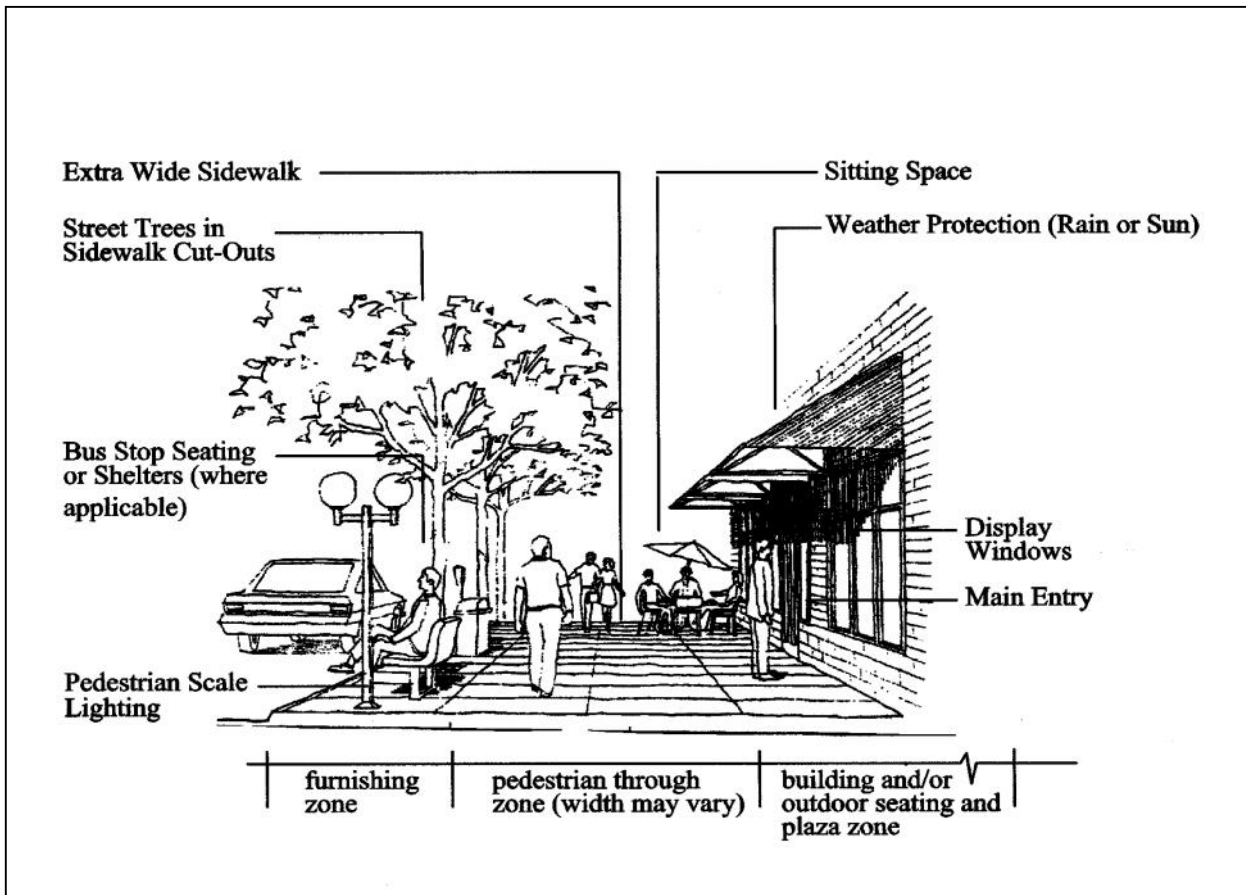 Extra Wide Sidewalk
Sitting Space
Street Trees in
Sidewalk Cut-Outs
Weather Protection (Rain or Sun)
Bus Stop Seating
or Shelters (where
applicable)
Display
Windows
Main Entry
Pedestrian Scale
Lighting
furnishing
zone
pedestrian through
zone (width may vary)
building and/or
outdoor seating and
plaza zone